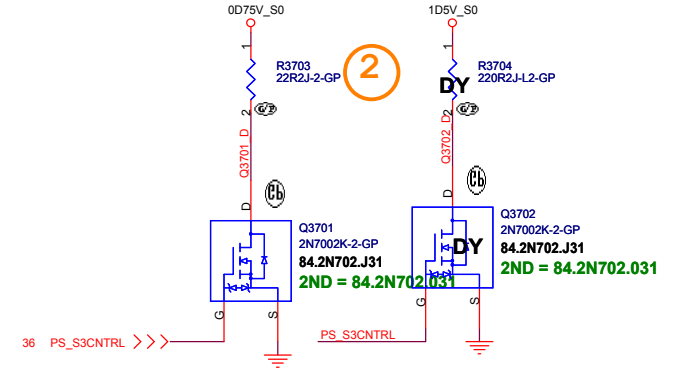 0D75V_S0
1D5V_S0
1
R3703
22R2J-2-GP
2
G/P
Q3701_D
Cb
D
Q3701
2N7002K-2-GP
84.2N702.J31
2ND = 84.2N702.031
G
S
36 PS_S3CNTRL
2
1
R3704
220R2J-L2-GP
DY
2
G/P
Q3702_D
Cb
D
Q3702
2N7002K-2-GP
DY
84.2N702.J31
2ND = 84.2N702.031
G
S
PS_S3CNTRL